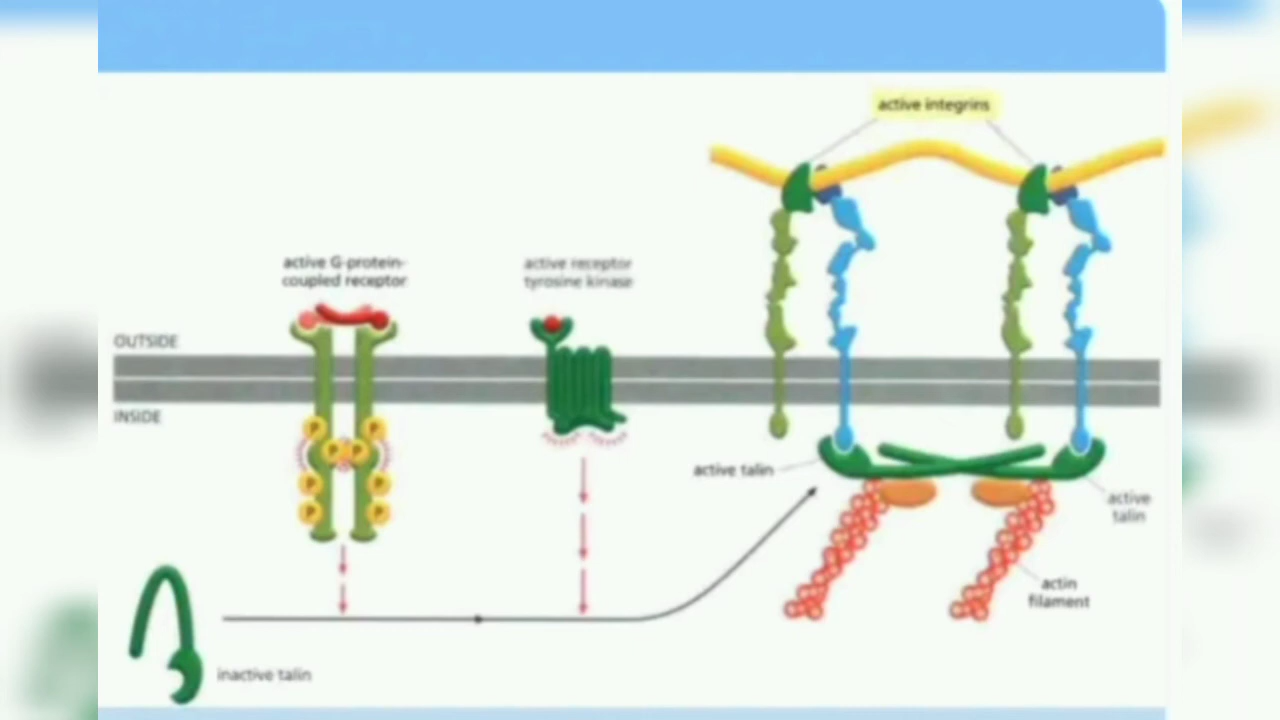 active integrins
active G-protein-
coupled receptor
active receptor
tyrosine kinase
OUTSIDE
INSIDE
P P
P P
P P
P P
active talin
active
talin
actin
filament
inactive talin